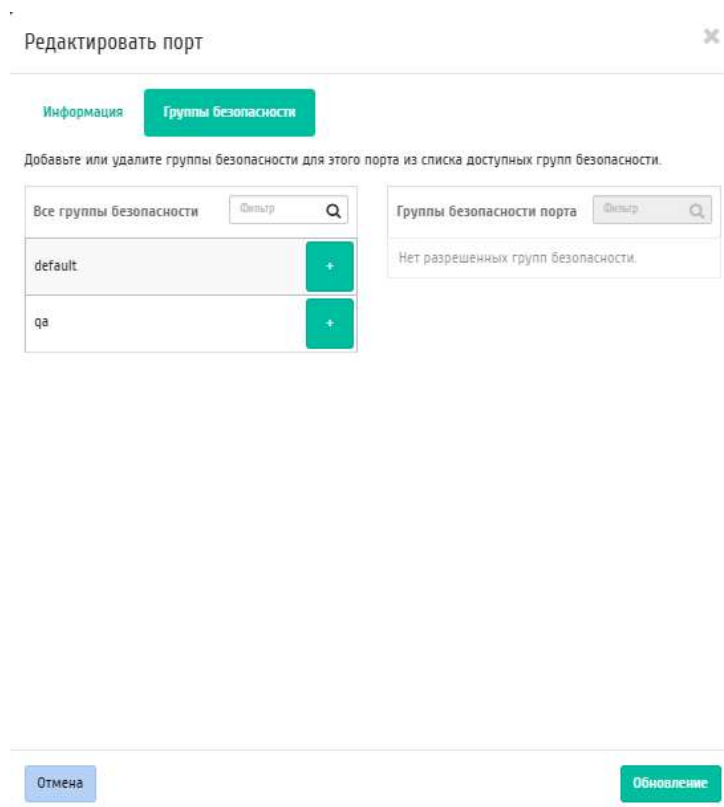 Редактировать порт
Информация
Группы безопасности
Добавьте или удалите группы безопасности для этого порта из списка доступных групп безопасности.
Все группы безопасности
Фильтр
default
+
qa
+
Группы безопасности порта
Фильтр
Нет разрешенных групп безопасности.
Отмена
Обновление